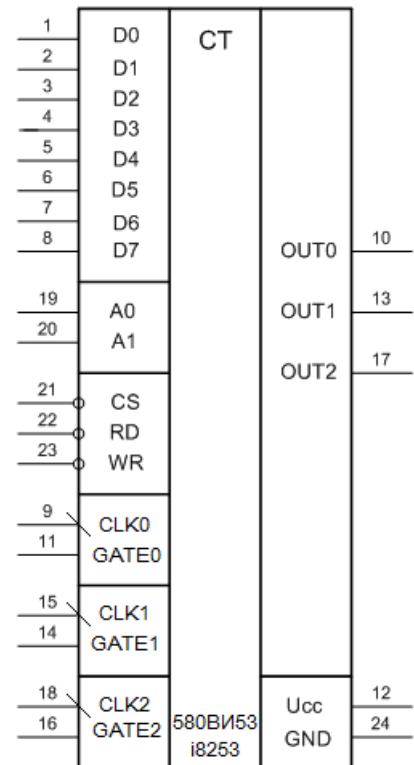 1 D0 CT
2 D1
3 D2
4 D3
5 D4
6 D5
7 D6
8 D7 OUT0 10
19 A0 OUT1 13
20 A1
OUT2 17
21 CS
22 RD
23 WR
9 CLK0
11 GATE0
15 CLK1
14 GATE1
18 CLK2 Ucc 12
16 GATE2 580ВИ53 GND 24
i8253